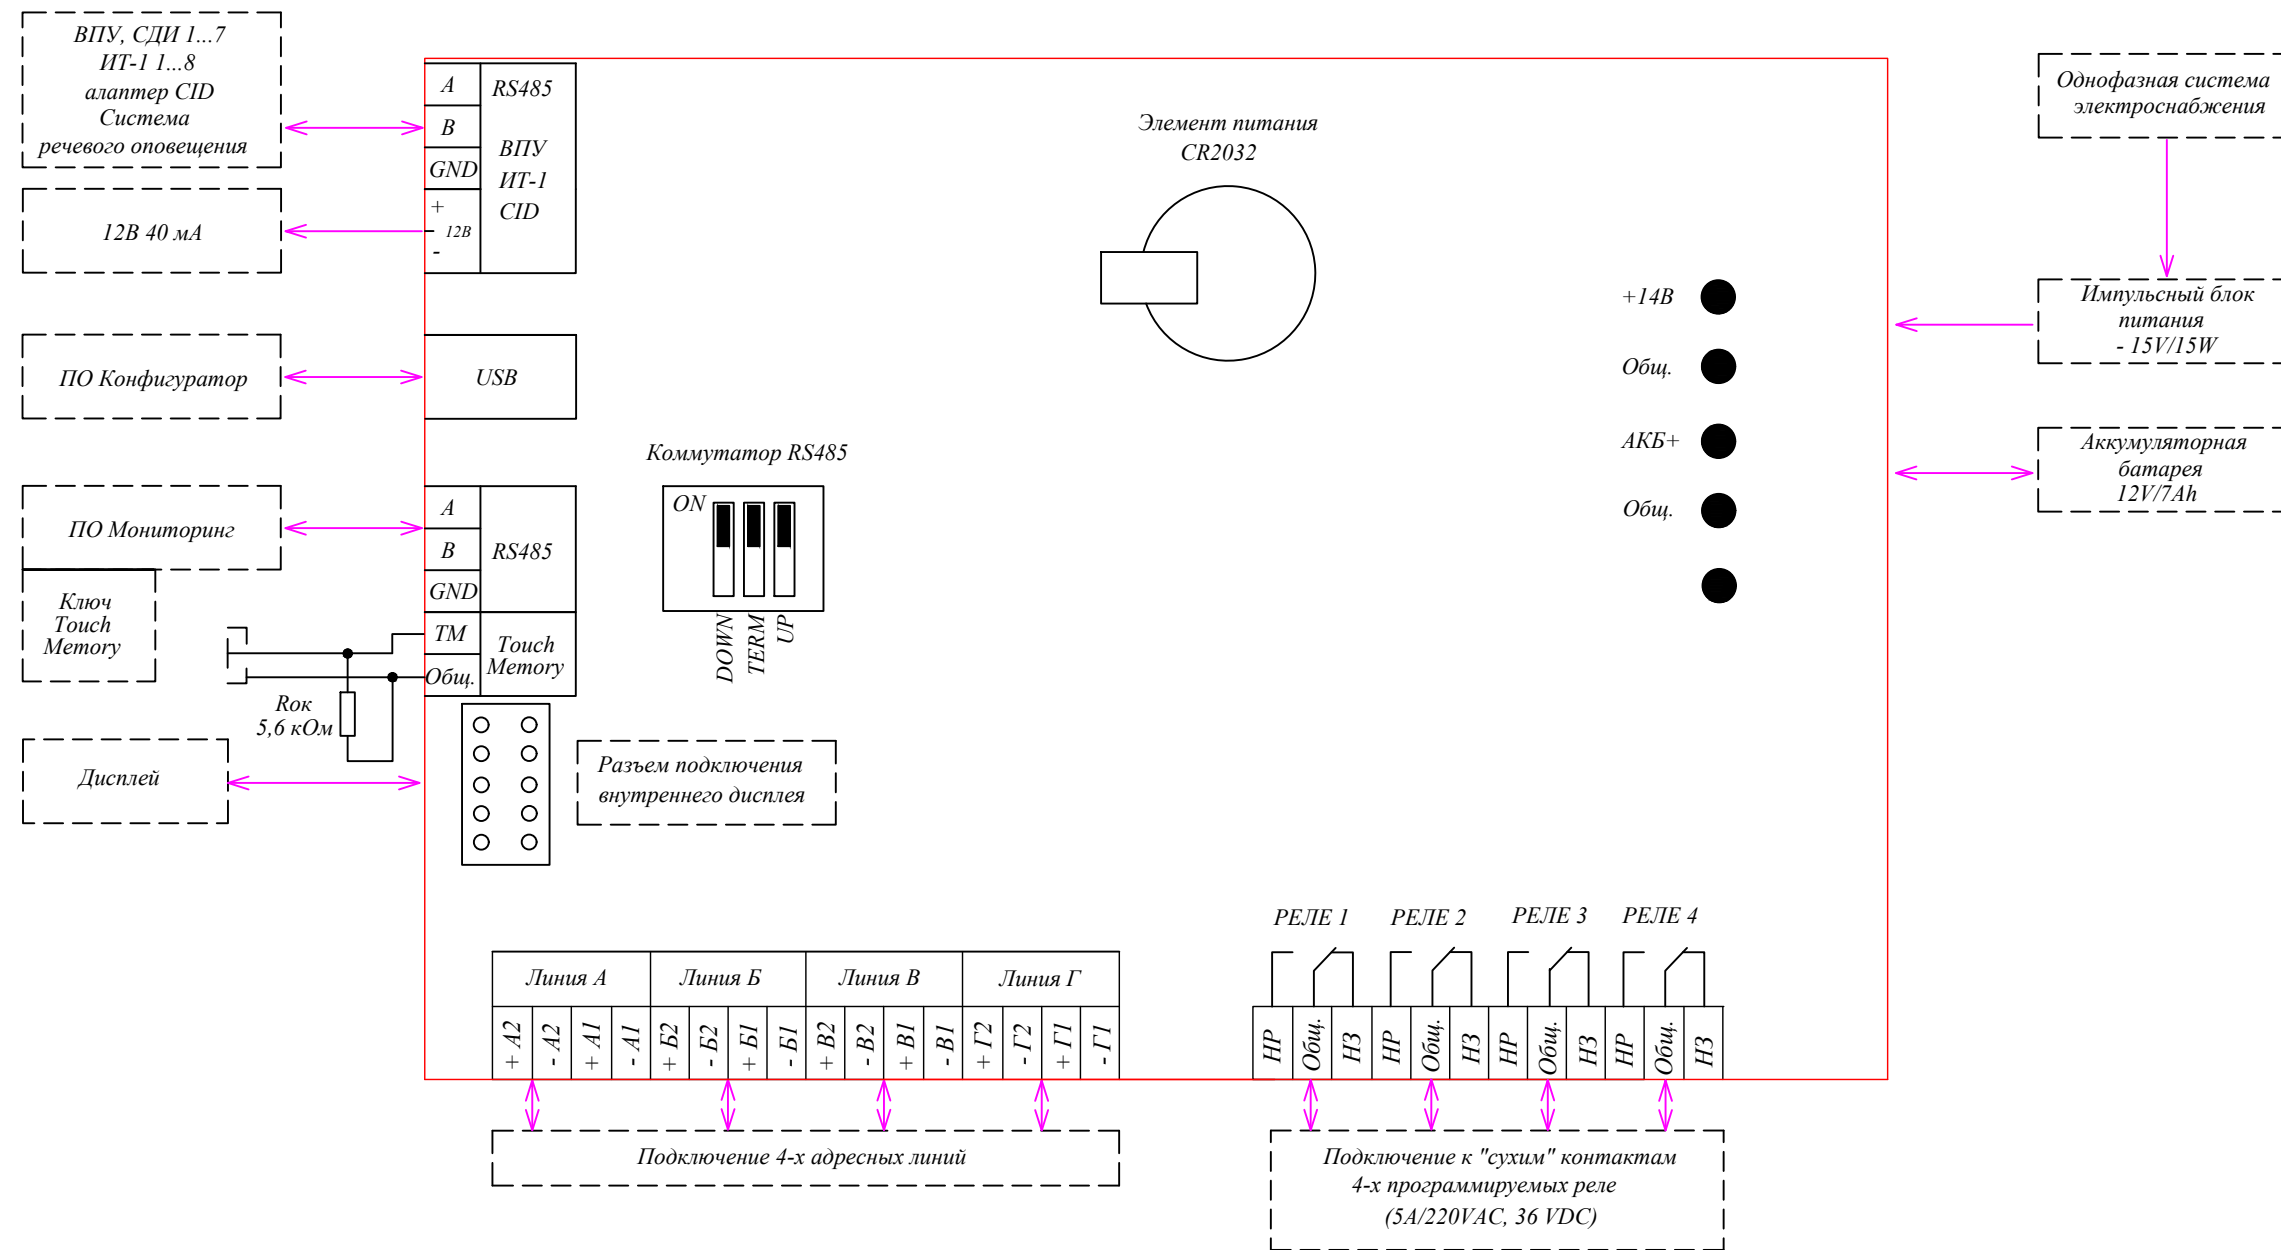 ВПУ, СДИ 1...7
ИТ-1 1...8
алаптер CID
Система
речевого оповещения
12В 40 мА
ПО Конфигуратор
ПО Мониторинг
Ключ
Touch
Memory
Rок
5,6 кОм
Дисплей
A
B
GND
+
- 12В
-
RS485
ВПУ
ИТ-1
CID
USB
A
B
GND
RS485
TM
Общ.
Touch
Memory
Коммутатор RS485
ON
DOWN
TERM
UP
Разъем подключения
внутреннего дисплея
Элемент питания
CR2032
+14В
Общ.
АКБ+
Общ.
Однофазная система
электроснабжения
Импульсный блок
питания
- 15V/15W
Аккумуляторная
батарея
12V/7Ah
Линия А
Линия Б
Линия В
Линия Г
+ А2
- А2
+ А1
- А1
+ Б2
- Б2
+ Б1
- Б1
+ В2
- В2
+ В1
- В1
+ Г2
- Г2
+ Г1
- Г1
Подключение 4-х адресных линий
РЕЛЕ 1
РЕЛЕ 2
РЕЛЕ 3
РЕЛЕ 4
НР
Общ.
НЗ
НР
Общ.
НЗ
НР
Общ.
НЗ
НР
Общ.
НЗ
Подключение к "сухим" контактам
4-х программируемых реле
(5А/220VAC, 36 VDC)